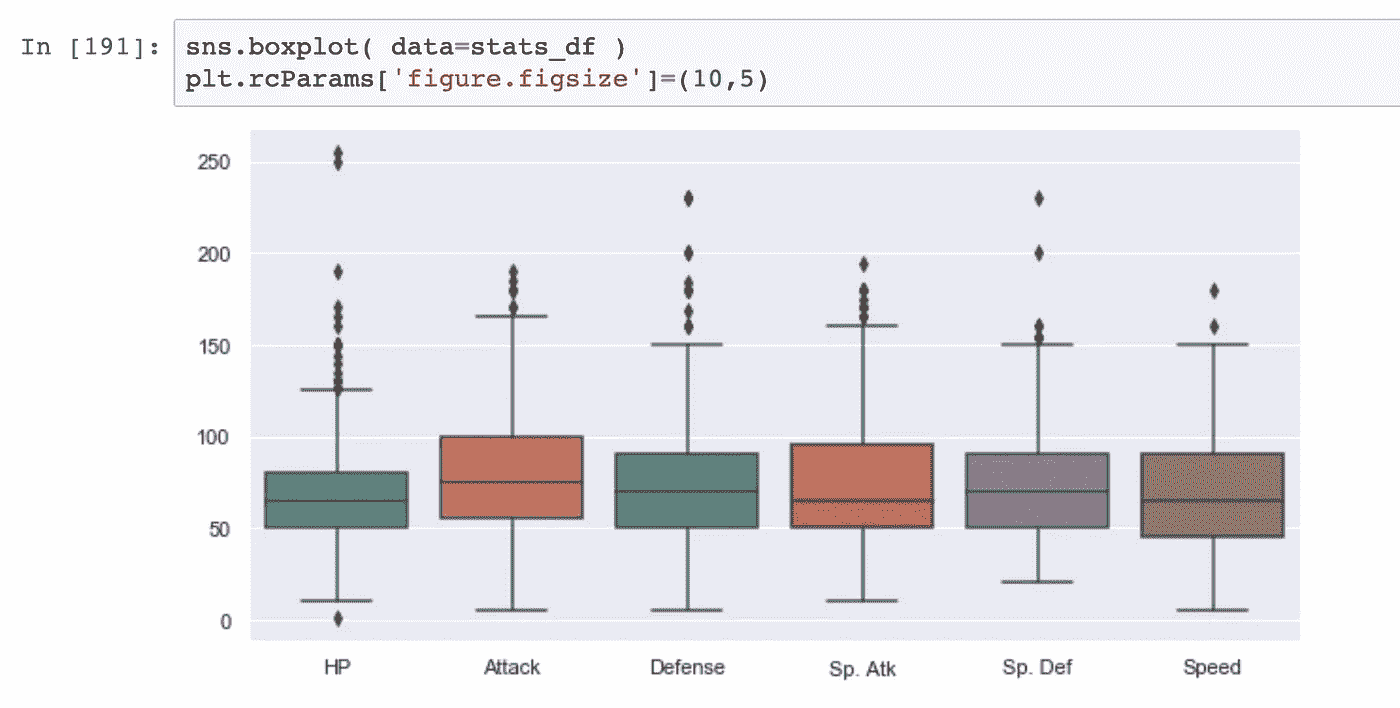 In [191]: sns.boxplot( data=stats_df )
plt.rcParams['figure.figsize']=(10,5)
250
200
150
100
50
0
HP Attack Defense Sp. Atk Sp. Def Speed